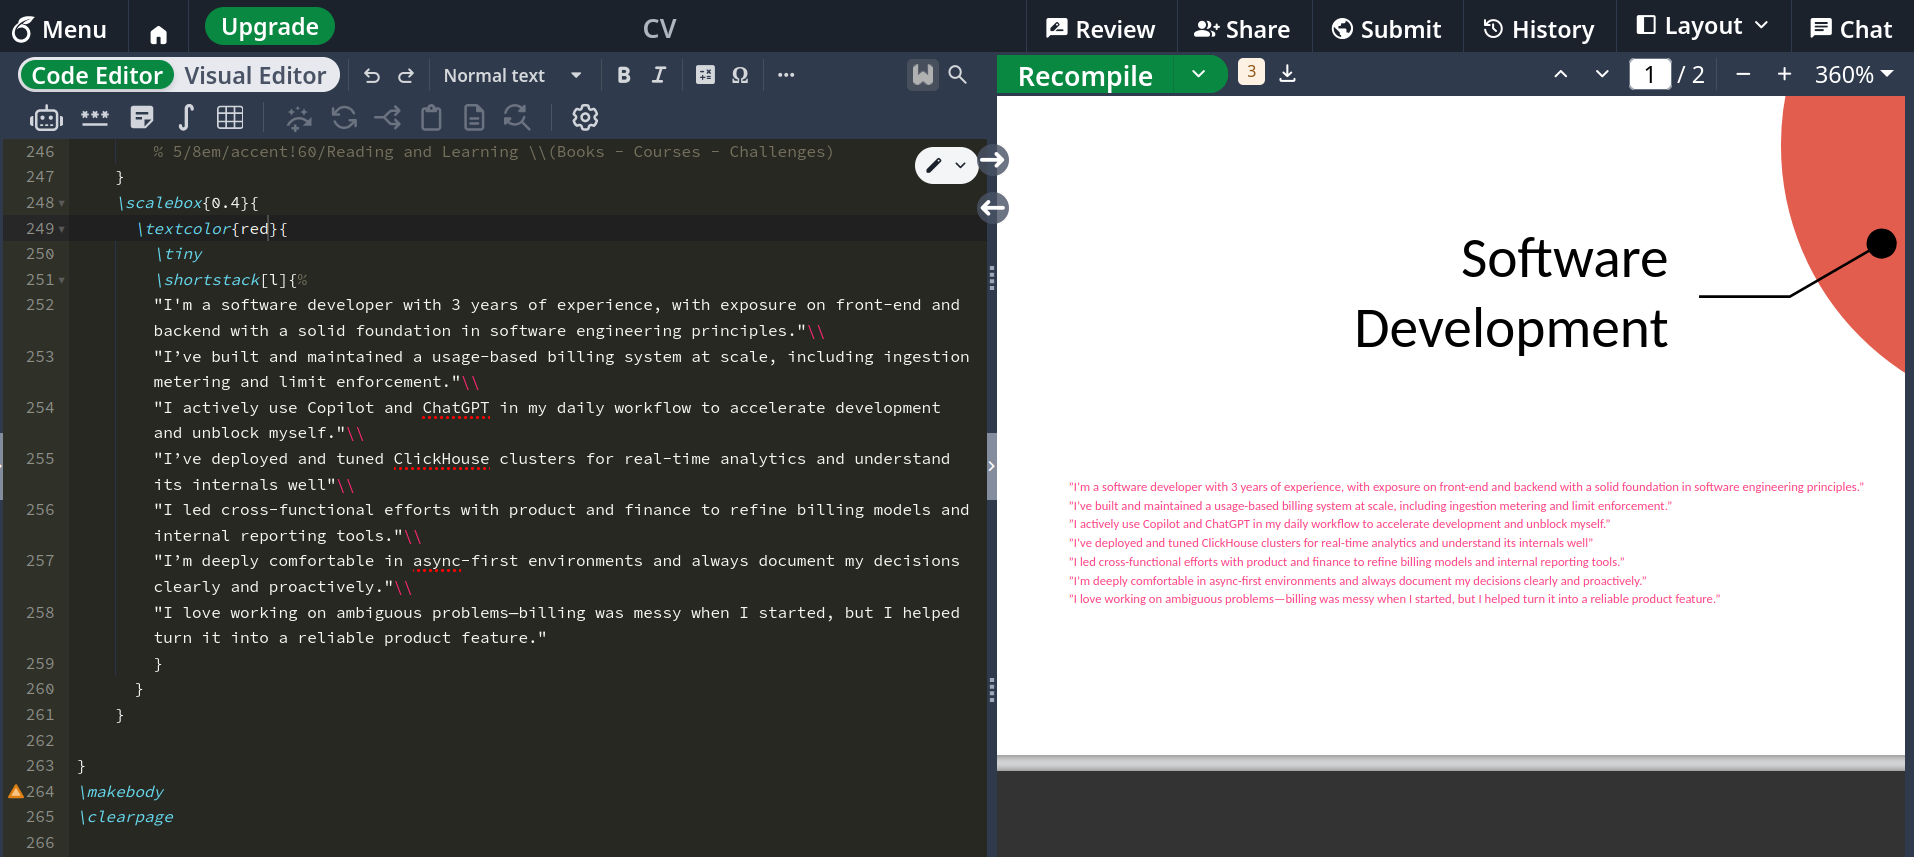 Menu
Upgrade
CV
Review
Share
Submit
History
Layout
Chat
Code Editor
Visual Editor
Normal text
B
I
Ω
Recompile
3
1 / 2
360%
246 % 5/8em/accent!60/Reading and Learning \\(Books - Courses - Challenges)
247 }
248 \scalebox{0.4}{
249 \textcolor{red}{
250 \tiny
251 \shortstack[l]{%
252 "I'm a software developer with 3 years of experience, with exposure on front-end and
backend with a solid foundation in software engineering principles."\\
253 "I’ve built and maintained a usage-based billing system at scale, including ingestion
metering and limit enforcement."\\
254 "I actively use Copilot and ChatGPT in my daily workflow to accelerate development
and unblock myself."\\
255 "I’ve deployed and tuned ClickHouse clusters for real-time analytics and understand
its internals well"\\
256 "I led cross-functional efforts with product and finance to refine billing models and
internal reporting tools."\\
257 "I’m deeply comfortable in async-first environments and always document my decisions
clearly and proactively."\\
258 "I love working on ambiguous problems—billing was messy when I started, but I helped
turn it into a reliable product feature."
259 }
260 }
261 }
262
263 }
264 \makebody
265 \clearpage
266
Software
Development
"I'm a software developer with 3 years of experience, with exposure on front-end and backend with a solid foundation in software engineering principles."
"I've built and maintained a usage-based billing system at scale, including ingestion metering and limit enforcement."
"I actively use Copilot and ChatGPT in my daily workflow to accelerate development and unblock myself."
"I've deployed and tuned ClickHouse clusters for real-time analytics and understand its internals well"
"I led cross-functional efforts with product and finance to refine billing models and internal reporting tools."
"I'm deeply comfortable in async-first environments and always document my decisions clearly and proactively."
"I love working on ambiguous problems—billing was messy when I started, but I helped turn it into a reliable product feature."